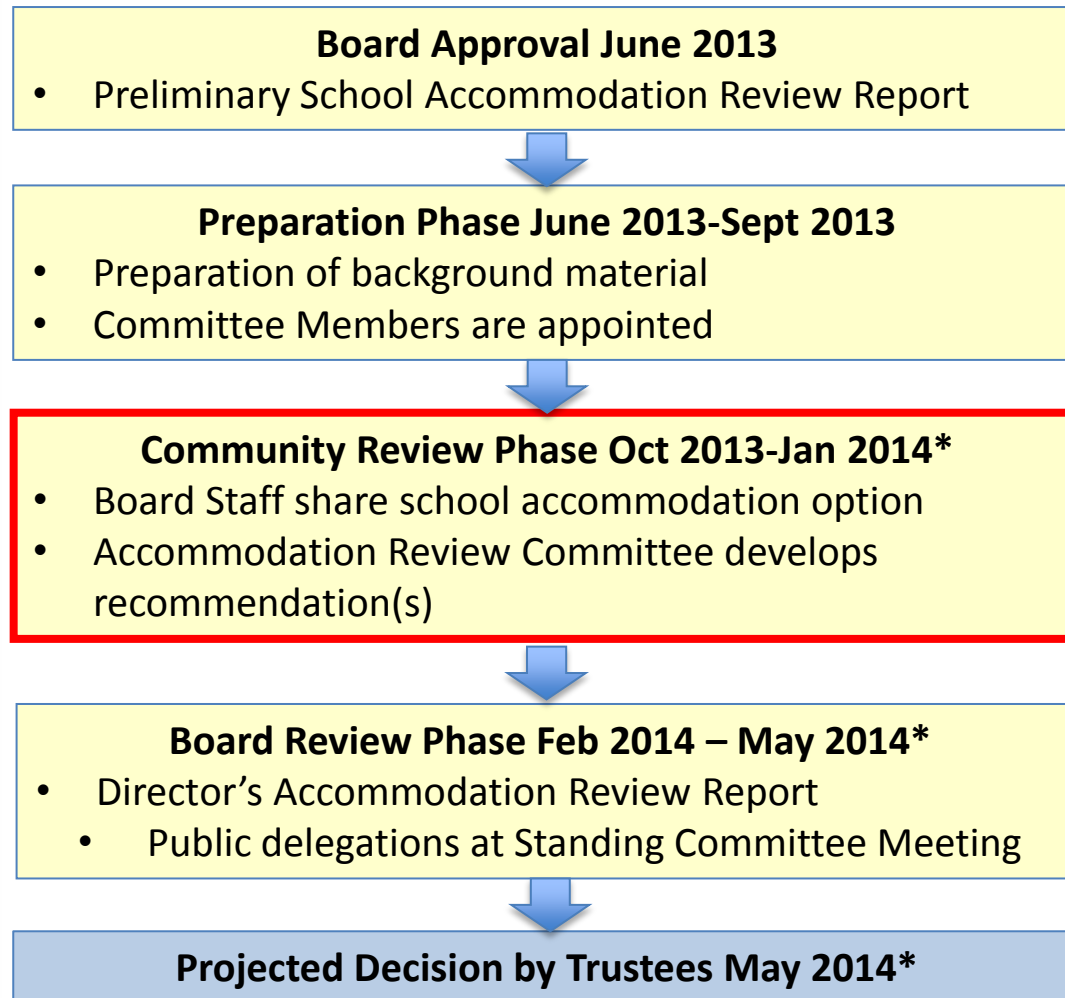 Board Approval June 2013
• Preliminary School Accommodation Review Report
Preparation Phase June 2013-Sept 2013
• Preparation of background material
• Committee Members are appointed
Community Review Phase Oct 2013-Jan 2014*
• Board Staff share school accommodation option
• Accommodation Review Committee develops
recommendation(s)
Board Review Phase Feb 2014 – May 2014*
• Director’s Accommodation Review Report
• Public delegations at Standing Committee Meeting
Projected Decision by Trustees May 2014*